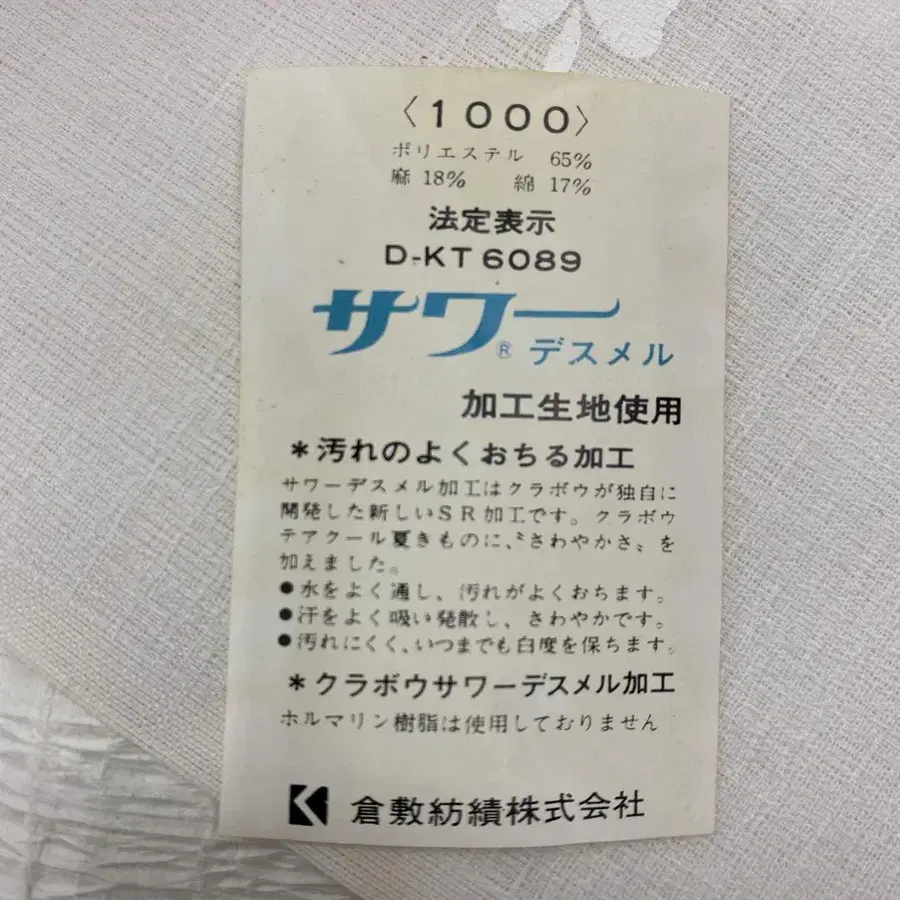 〈1000〉
ポリエステル 65%
麻 18% 綿 17%
法定表示
D-KT 6089
サワー® デスメル
加工生地使用
*汚れのよくおちる加工
サワーデスメル加工はクラボウが独自に
開発した新しいSR加工です。クラボウ
テアクール夏きものに、〝さわやかさ〟を
加えました。
●水をよく通し、汚れがよくおちます。
●汗をよく吸い発散し、さわやかです。
●汚れにくく、いつまでも白度を保ちます。
*クラボウサワーデスメル加工
ホルマリン樹脂は使用しておりません
倉敷紡績株式会社